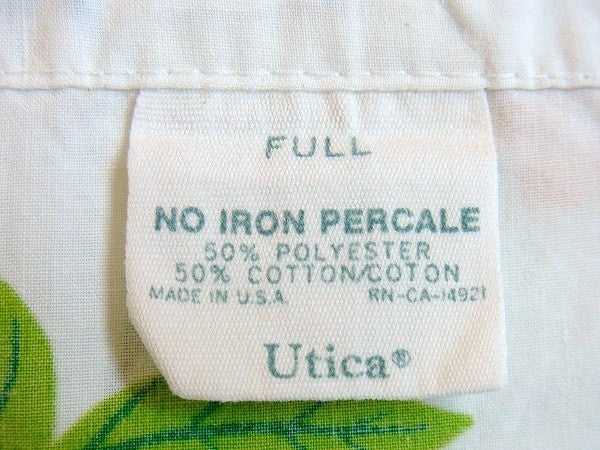 FULL
NO IRON PERCALE
50% POLYESTER
50% COTTON/COTON
MADE IN U.S.A. RN-CA-14921
Utica®